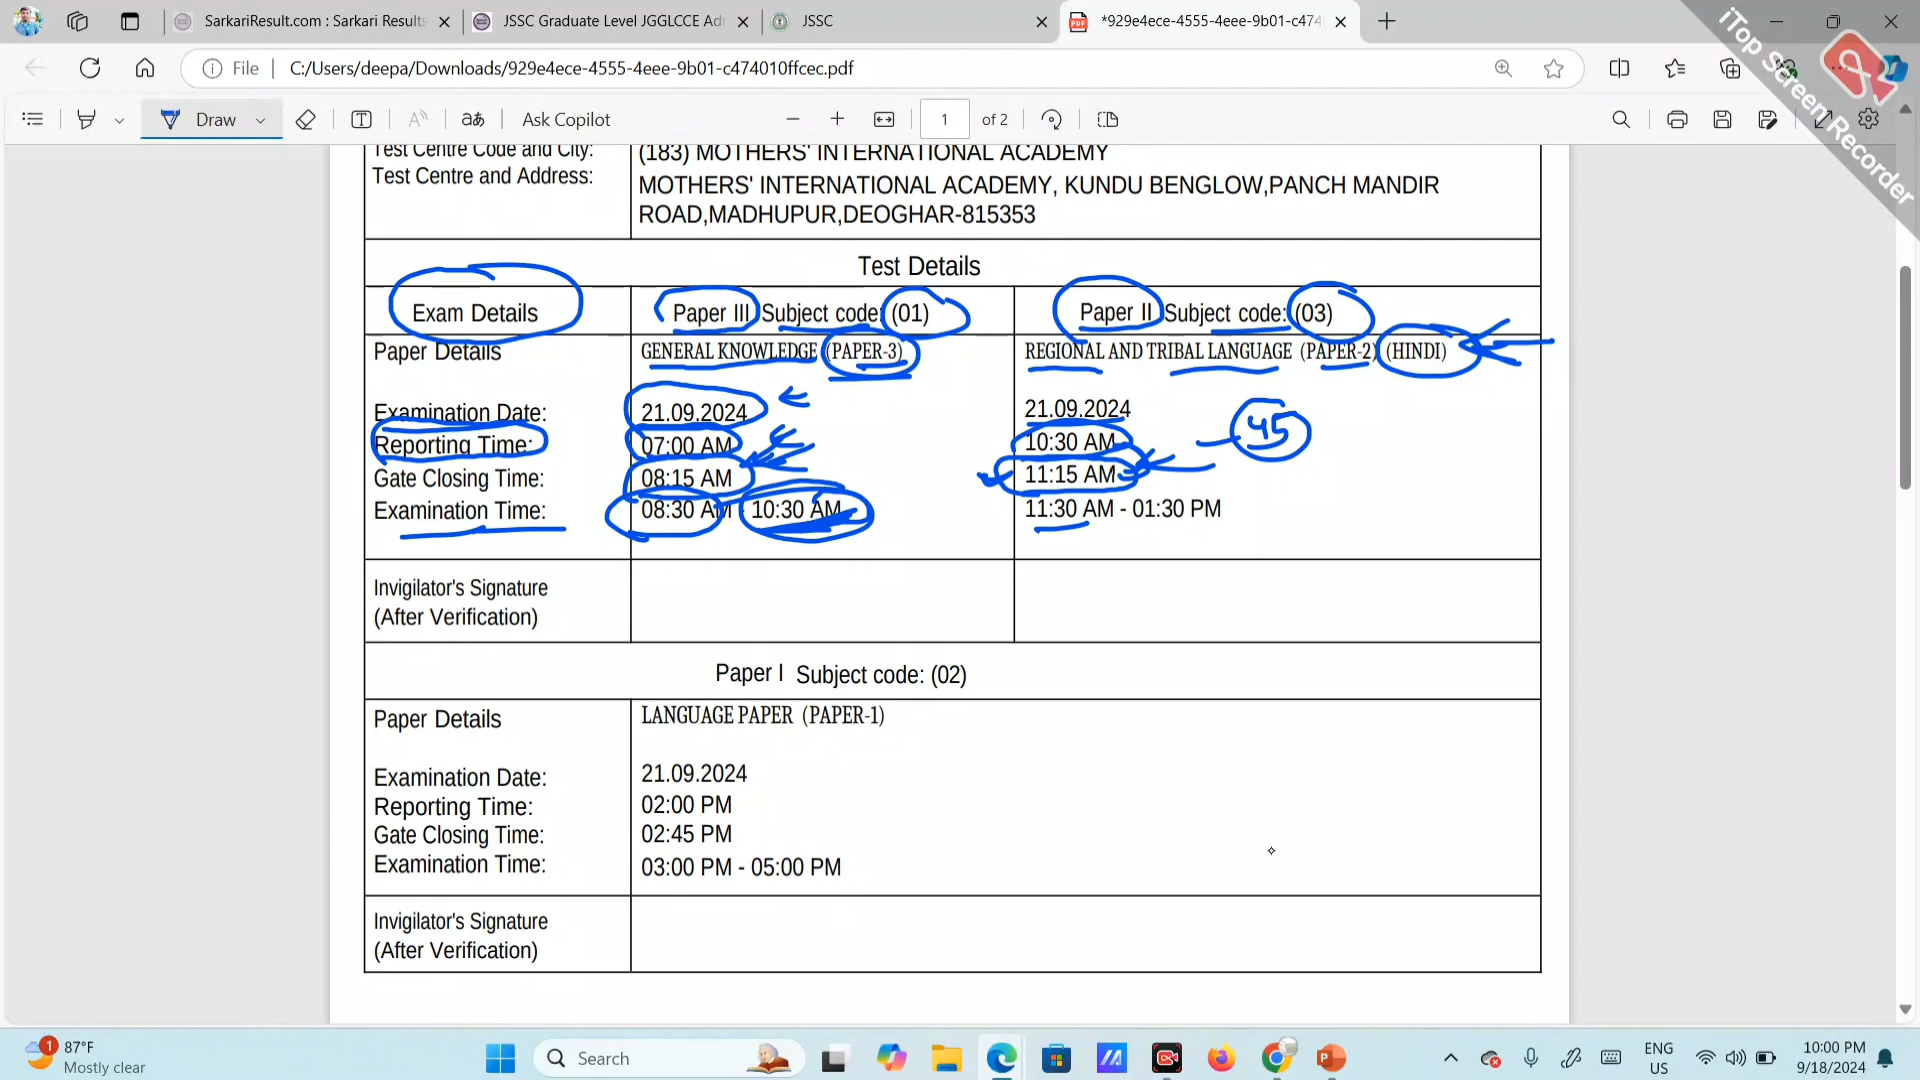 SarkariResult.com : Sarkari Results
JSSC Graduate Level JGGLCCE Ad
JSSC
*929e4ece-4555-4eee-9b01-c474
File
C:/Users/deepa/Downloads/929e4ece-4555-4eee-9b01-c474010ffcec.pdf
iTop Screen Recorder
Draw
Ask Copilot
1
of 2
Test Centre Code and City:
(183) MOTHERS' INTERNATIONAL ACADEMY
Test Centre and Address:
MOTHERS' INTERNATIONAL ACADEMY, KUNDU BENGLOW,PANCH MANDIR
ROAD,MADHUPUR,DEOGHAR-815353
Test Details
Exam Details
Paper III Subject code: (01)
Paper II Subject code: (03)
Paper Details
GENERAL KNOWLEDGE (PAPER-3)
REGIONAL AND TRIBAL LANGUAGE (PAPER-2) (HINDI)
Examination Date:
21.09.2024
21.09.2024
45
Reporting Time:
07:00 AM
10:30 AM
Gate Closing Time:
08:15 AM
11:15 AM
Examination Time:
08:30 AM - 10:30 AM
11:30 AM - 01:30 PM
Invigilator's Signature
(After Verification)
Paper I Subject code: (02)
Paper Details
LANGUAGE PAPER (PAPER-1)
Examination Date:
21.09.2024
Reporting Time:
02:00 PM
Gate Closing Time:
02:45 PM
Examination Time:
03:00 PM - 05:00 PM
Invigilator's Signature
(After Verification)
1
87°F
Mostly clear
Search
ENG
US
10:00 PM
9/18/2024